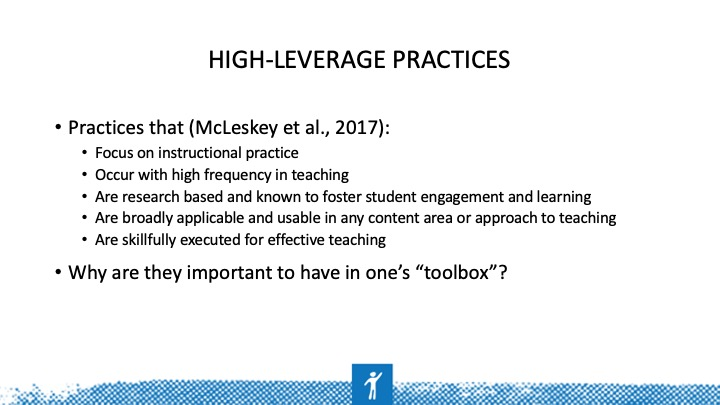 HIGH-LEVERAGE PRACTICES
• Practices that (McLeskey et al., 2017):
• Focus on instructional practice
• Occur with high frequency in teaching
• Are research based and known to foster student engagement and learning
• Are broadly applicable and usable in any content area or approach to teaching
• Are skillfully executed for effective teaching
• Why are they important to have in one’s “toolbox”?